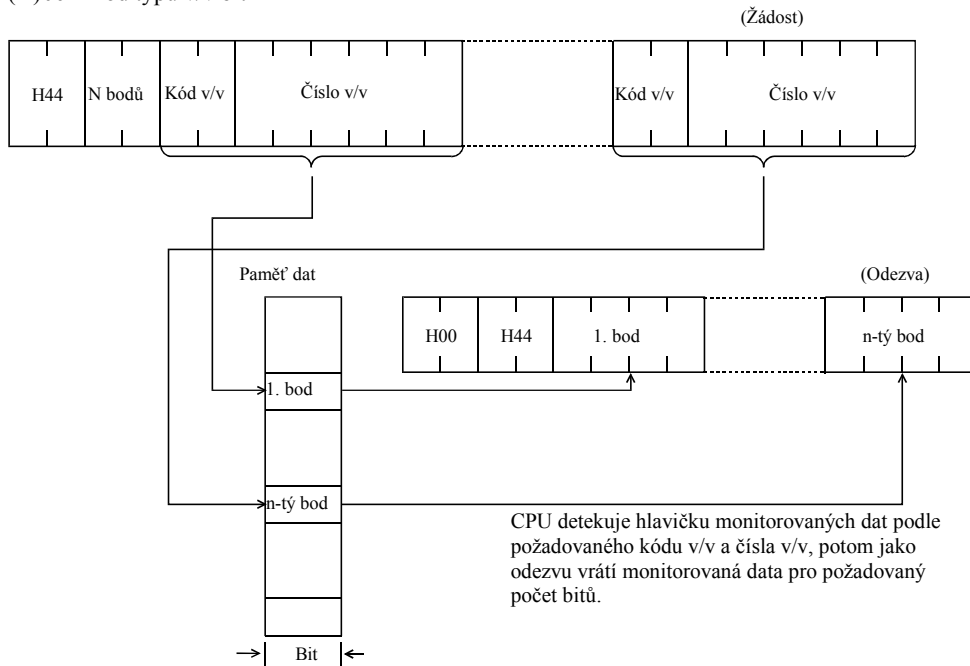 (Žádost)
H44
N bodů
Kód v/v
Číslo v/v
Kód v/v
Číslo v/v
Paměť dat
(Odezva)
H00
H44
1. bod
n-tý bod
1. bod
n-tý bod
CPU detekuje hlavičku monitorovaných dat podle
požadovaného kódu v/v a čísla v/v, potom jako
odezvu vrátí monitorovaná data pro požadovaný
počet bitů.
Bit